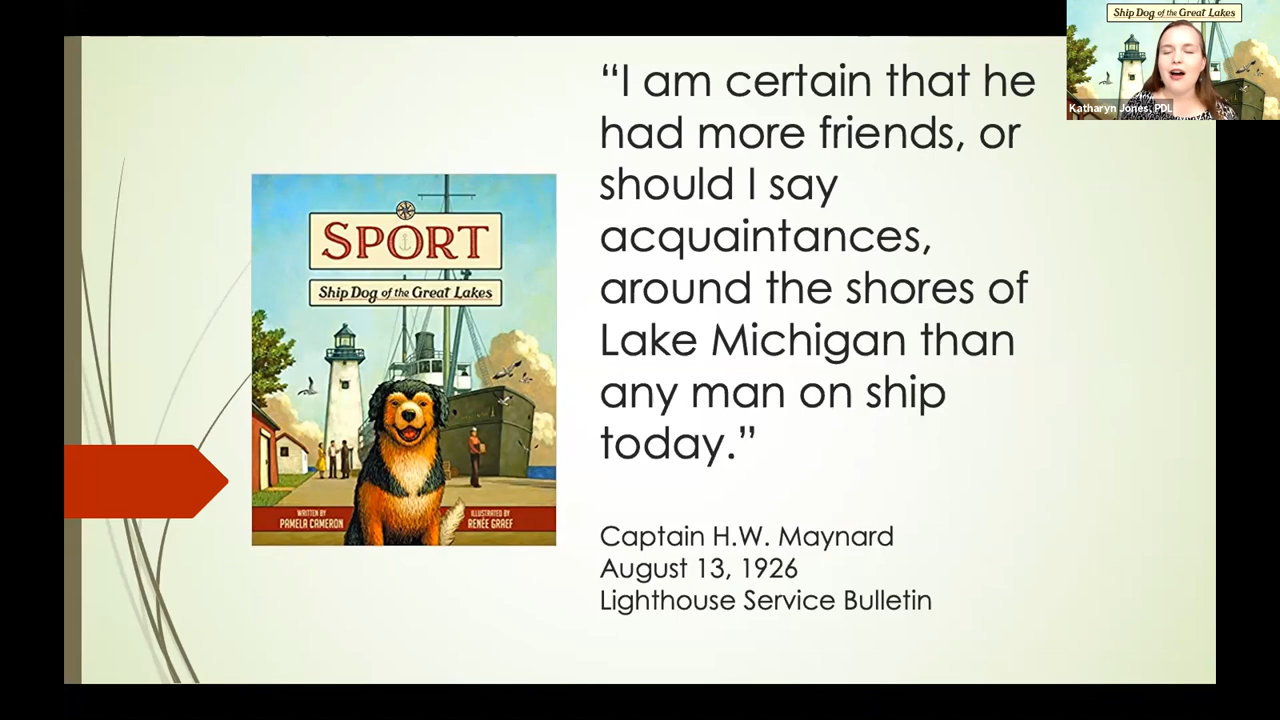 Ship Dog of the Great Lakes
Katharyn Jones, PDL
“I am certain that he
had more friends, or
should I say
acquaintances,
around the shores of
Lake Michigan than
any man on ship
today.”
Captain H.W. Maynard
August 13, 1926
Lighthouse Service Bulletin
SPORT
Ship Dog of the Great Lakes
WRITTEN BY
PAMELA CAMERON
ILLUSTRATED BY
RENÉE GRAEF